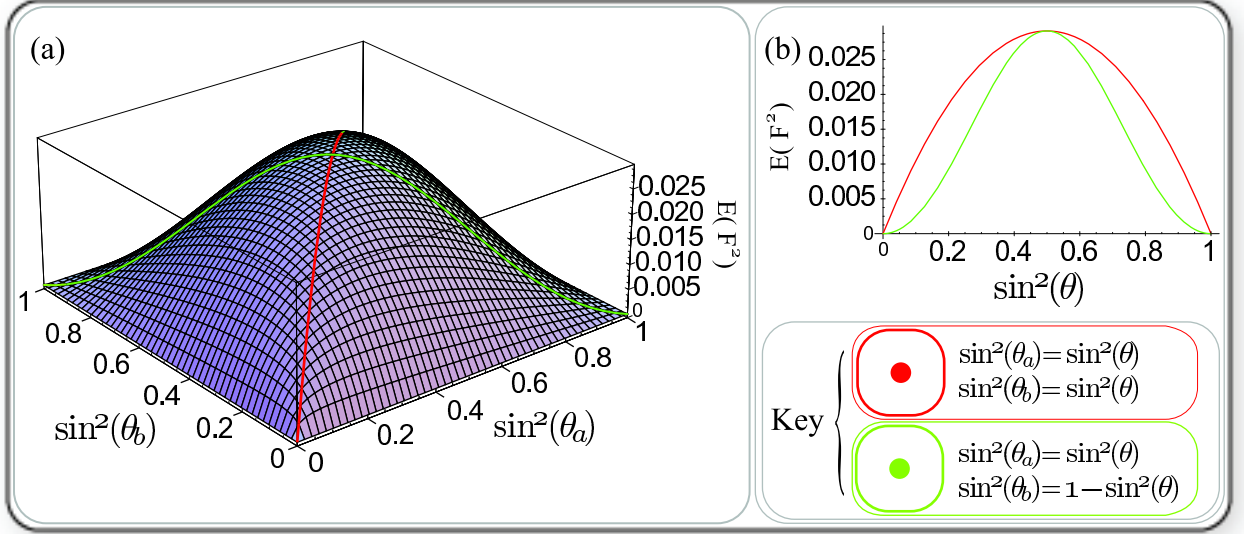 (a)
0.025
0.020
0.015
0.010
0.005
0
E( F²)
1
0.8
0.6
0.4
0.2
0
sin²(θb)
0
0.2
0.4
0.6
0.8
1
sin²(θa)
(b)
0.025
0.020
0.015
0.010
0.005
0
E( F²)
0
0.2
0.4
0.6
0.8
1
sin²(θ)
Key
sin²(θa)=sin²(θ)
sin²(θb)=sin²(θ)
sin²(θa)=sin²(θ)
sin²(θb)=1−sin²(θ)